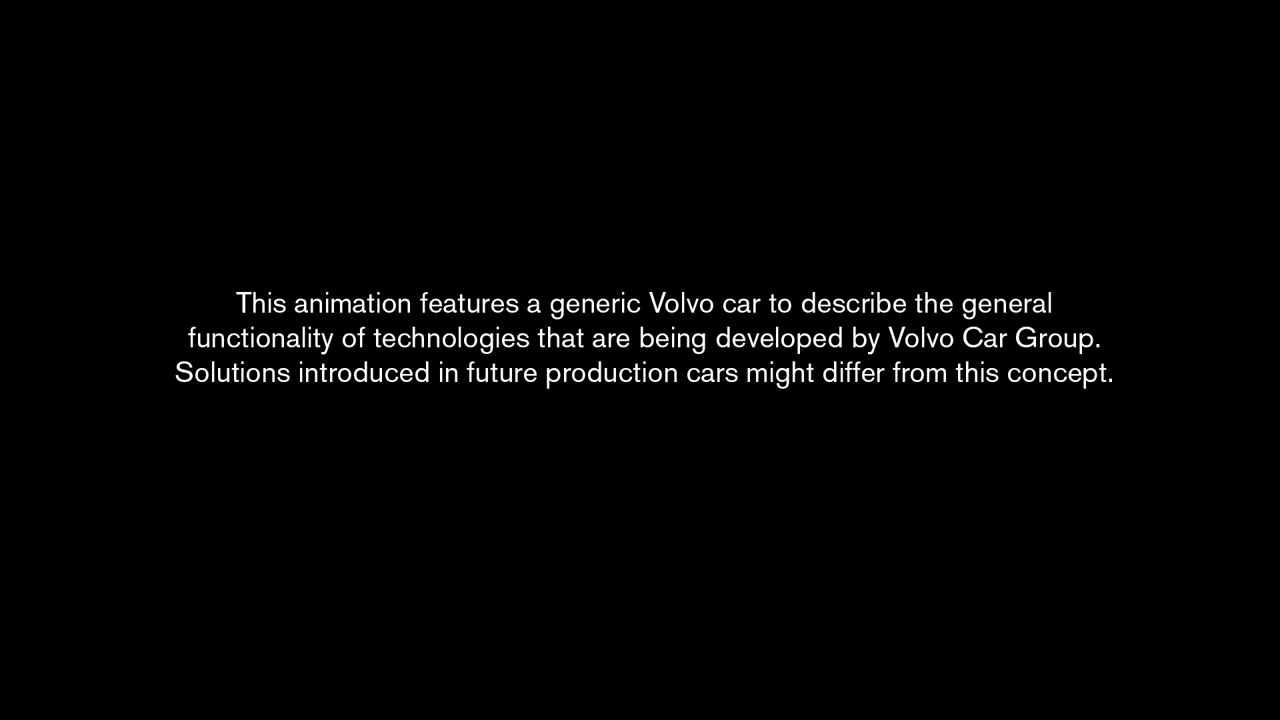 This animation features a generic Volvo car to describe the general
functionality of technologies that are being developed by Volvo Car Group.
Solutions introduced in future production cars might differ from this concept.